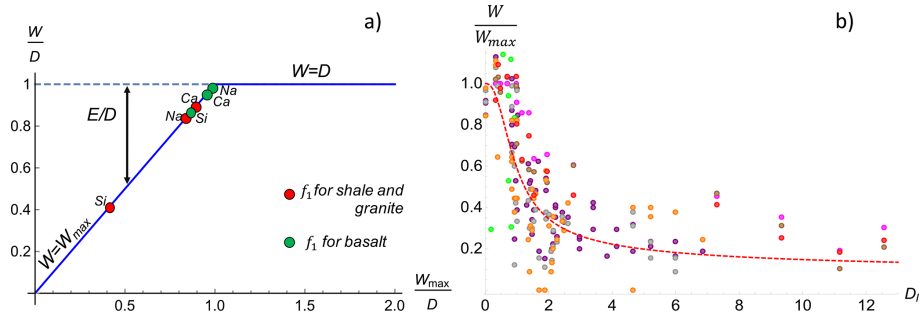 a)
W
D
W=D
1
0.8
0.6
0.4
0.2
0
E/D
W=Wmax
Si
Na
Ca
Si
Ca
Na
f1 for shale and
granite
f1 for basalt
0.5
1.0
1.5
2.0
Wmax
D
b)
W
Wmax
1.0
0.8
0.6
0.4
0.2
0
2
4
6
8
10
12
DI